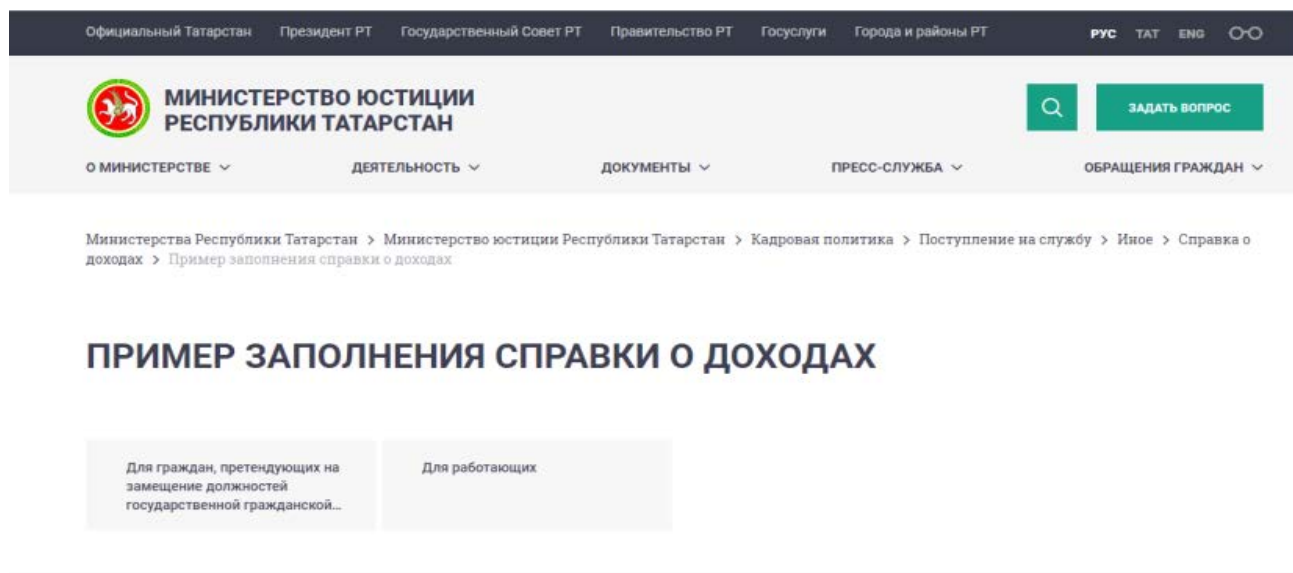 Официальный Татарстан Президент РТ Государственный Совет РТ Правительство РТ Госуслуги Города и районы РТ РУС ТАТ ENG
МИНИСТЕРСТВО ЮСТИЦИИ
РЕСПУБЛИКИ ТАТАРСТАН
ЗАДАТЬ ВОПРОС
О МИНИСТЕРСТВЕ ДЕЯТЕЛЬНОСТЬ ДОКУМЕНТЫ ПРЕСС-СЛУЖБА ОБРАЩЕНИЯ ГРАЖДАН
Министерства Республики Татарстан > Министерство юстиции Республики Татарстан > Кадровая политика > Поступление на службу > Иное > Справка о
доходах > Пример заполнения справки о доходах
ПРИМЕР ЗАПОЛНЕНИЯ СПРАВКИ О ДОХОДАХ
Для граждан, претендующих на
замещение должностей
государственной гражданской...
Для работающих